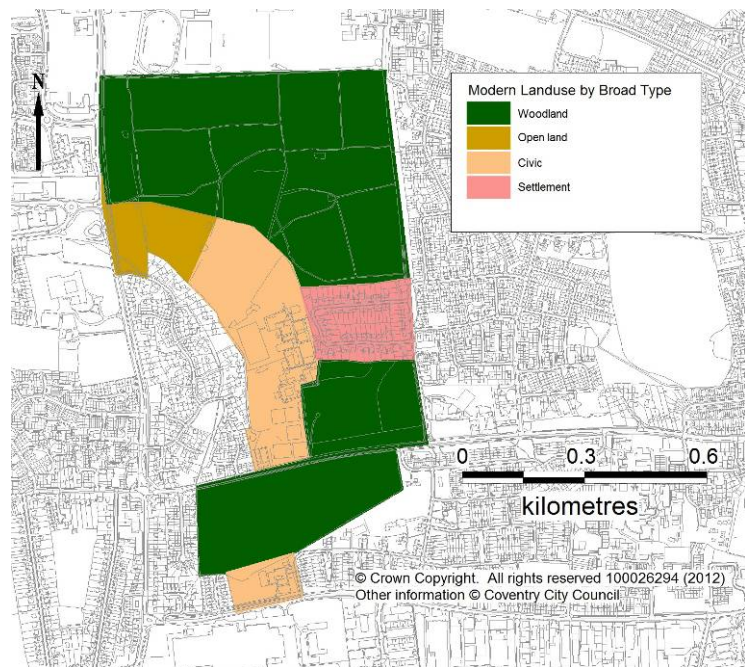 N
Modern Landuse by Broad Type
Woodland
Open land
Civic
Settlement
0 0.3 0.6
kilometres
© Crown Copyright. All rights reserved 100026294 (2012)
Other information © Coventry City Council